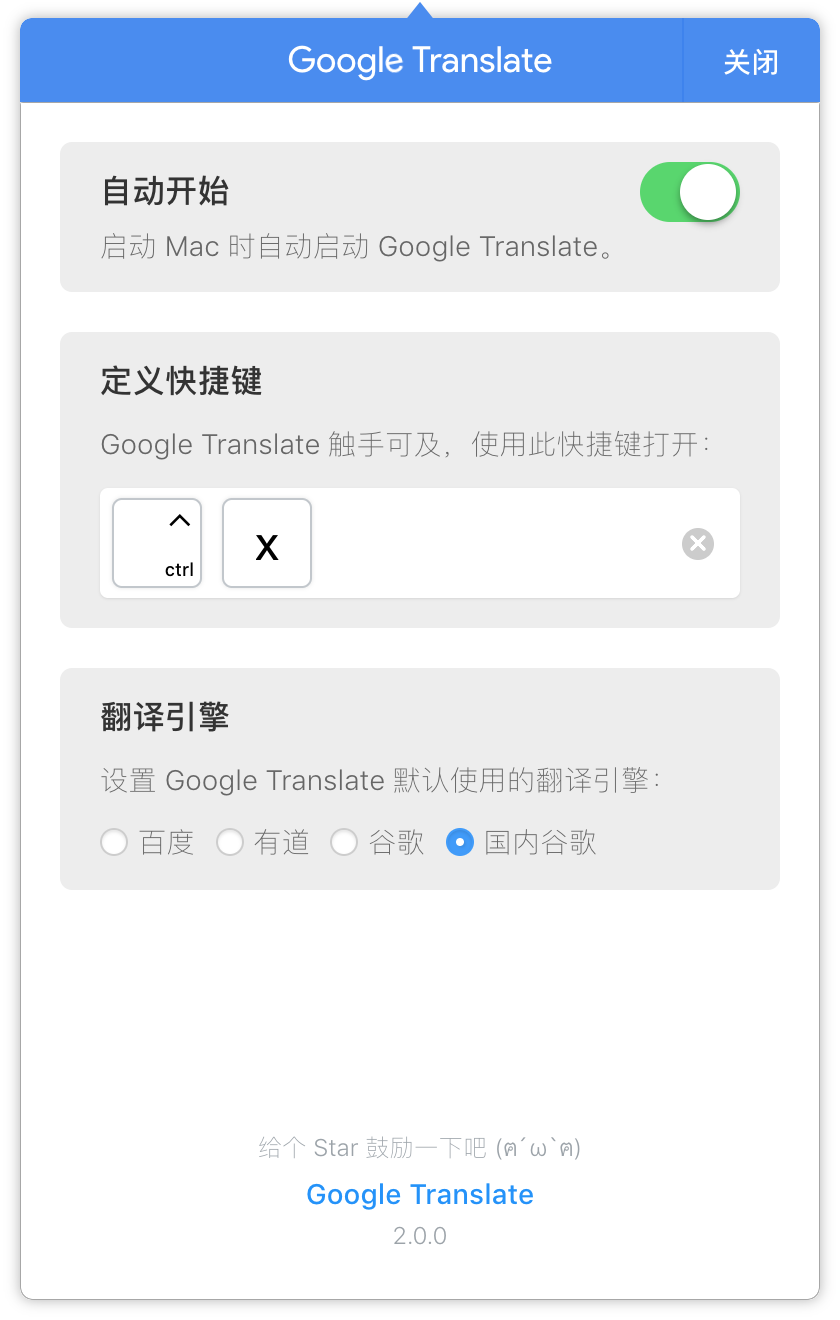 Google Translate
关闭
自动开始
启动 Mac 时自动启动 Google Translate。
定义快捷键
Google Translate 触手可及，使用此快捷键打开：
^
ctrl
X
翻译引擎
设置 Google Translate 默认使用的翻译引擎：
百度 有道 谷歌 国内谷歌
给个 Star 鼓励一下吧 (ฅ´ω`ฅ)
Google Translate
2.0.0